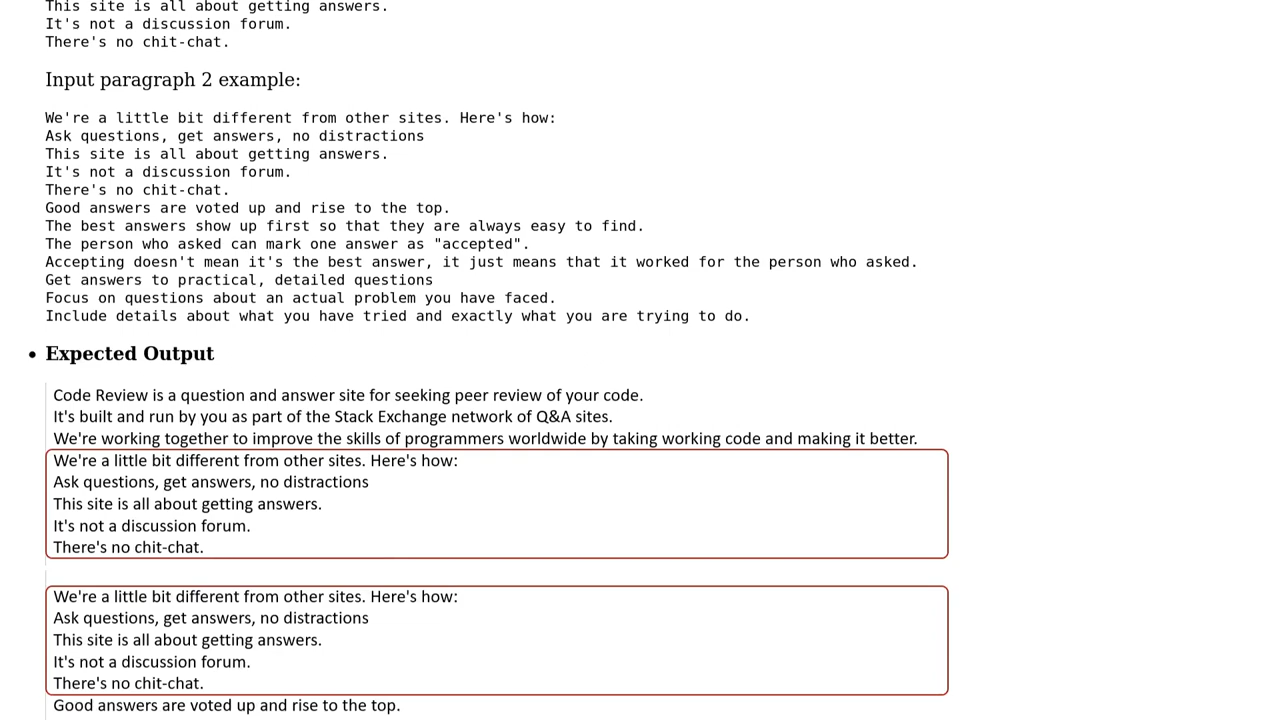 This site is all about getting answers.
It's not a discussion forum.
There's no chit-chat.
Input paragraph 2 example:
We're a little bit different from other sites. Here's how:
Ask questions, get answers, no distractions
This site is all about getting answers.
It's not a discussion forum.
There's no chit-chat.
Good answers are voted up and rise to the top.
The best answers show up first so that they are always easy to find.
The person who asked can mark one answer as "accepted".
Accepting doesn't mean it's the best answer, it just means that it worked for the person who asked.
Get answers to practical, detailed questions
Focus on questions about an actual problem you have faced.
Include details about what you have tried and exactly what you are trying to do.
• Expected Output
Code Review is a question and answer site for seeking peer review of your code.
It's built and run by you as part of the Stack Exchange network of Q&A sites.
We're working together to improve the skills of programmers worldwide by taking working code and making it better.
We're a little bit different from other sites. Here's how:
Ask questions, get answers, no distractions
This site is all about getting answers.
It's not a discussion forum.
There's no chit-chat.
We're a little bit different from other sites. Here's how:
Ask questions, get answers, no distractions
This site is all about getting answers.
It's not a discussion forum.
There's no chit-chat.
Good answers are voted up and rise to the top.